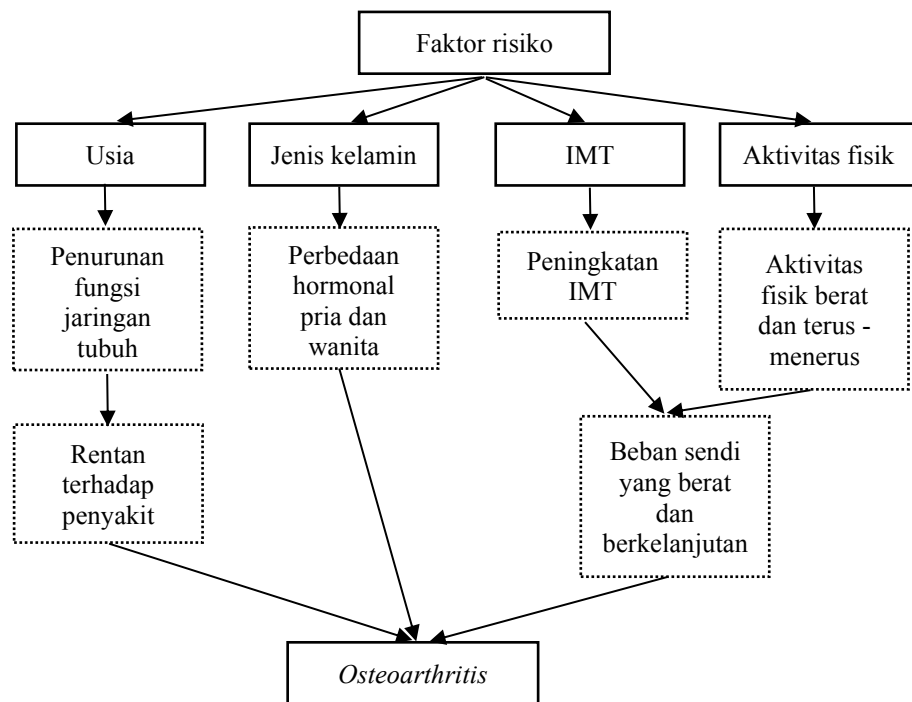 Faktor risiko
Usia
Jenis kelamin
IMT
Aktivitas fisik
Penurunan
fungsi
jaringan
tubuh
Perbedaan
hormonal
pria dan
wanita
Peningkatan
IMT
Aktivitas
fisik berat
dan terus -
menerus
Rentan
terhadap
penyakit
Beban sendi
yang berat
dan
berkelanjutan
Osteoarthritis